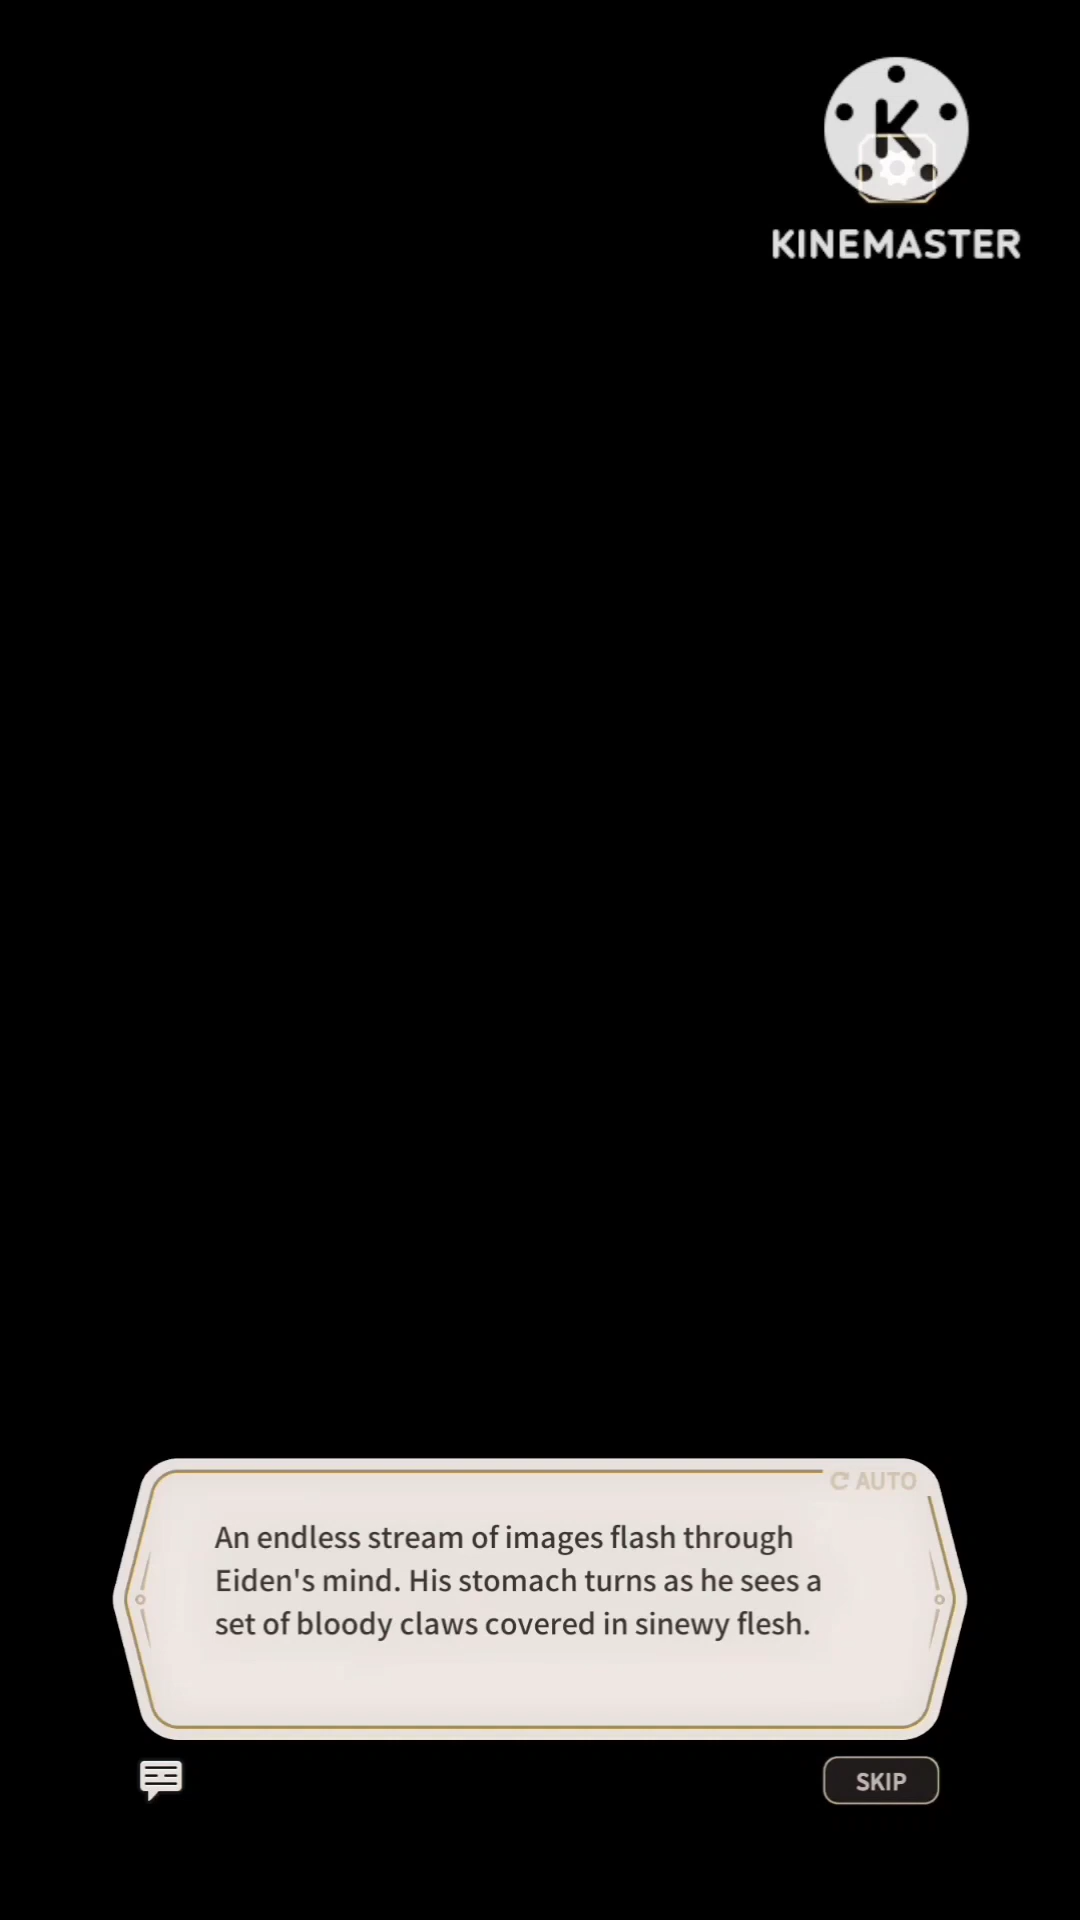 K
KINEMASTER
AUTO
An endless stream of images flash through
Eiden's mind. His stomach turns as he sees a
set of bloody claws covered in sinewy flesh.
SKIP